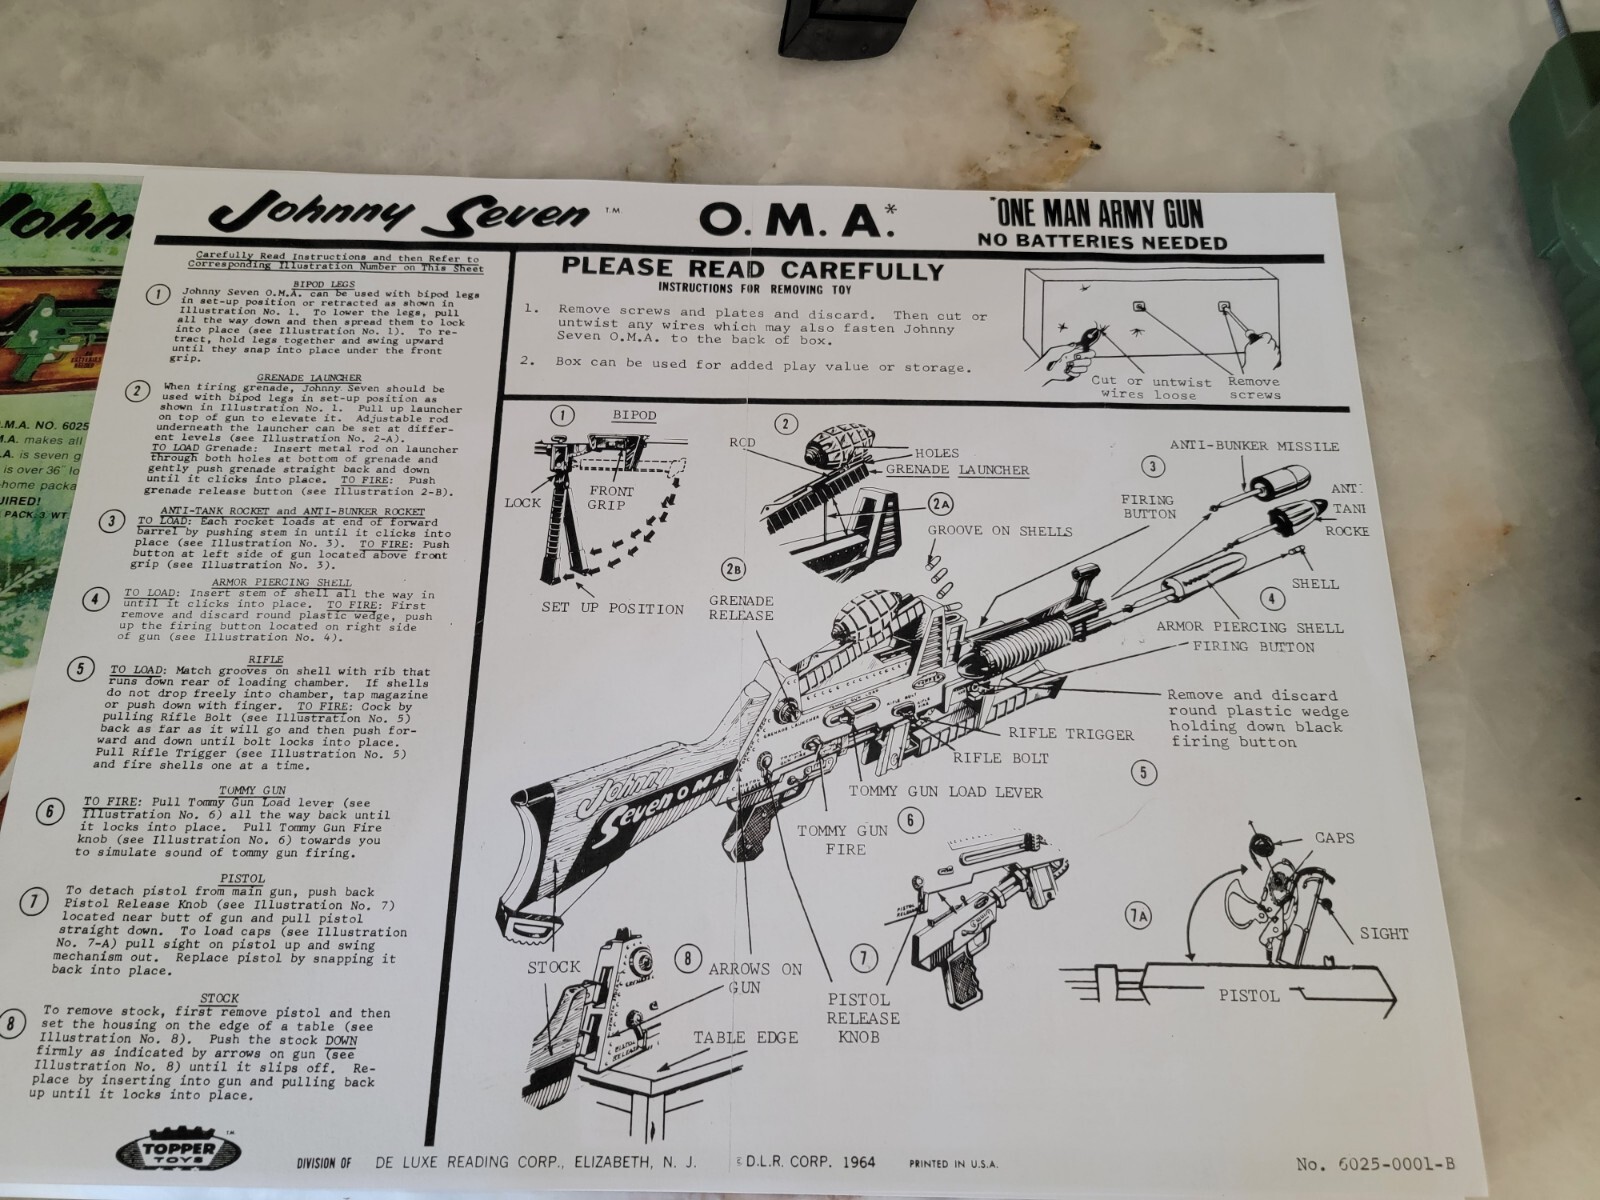 John
.M.A. NO. 6025
M.A. makes all
.A. is seven g
is over 36" lo
-home packa
UIRED!
PACK. 3 WT
Johnny Seven T.M. O.M.A.* *ONE MAN ARMY GUN
NO BATTERIES NEEDED
Carefully Read Instructions and then Refer to
Corresponding Illustration Number on This Sheet
1 BIPOD LEGS
Johnny Seven O.M.A. can be used with bipod legs
in set-up position or retracted as shown in
Illustration No. 1. To lower the legs, pull
all the way down and then spread them to lock
into place (see Illustration No. 1). To re-
tract, hold legs together and swing upward
until they snap into place under the front
grip.
2 GRENADE LAUNCHER
When firing grenade, Johnny Seven should be
used with bipod legs in set-up position as
shown in Illustration No. 1. Pull up launcher
on top of gun to elevate it. Adjustable rod
underneath the launcher can be set at differ-
ent levels (see Illustration No. 2-A).
TO LOAD Grenade: Insert metal rod on launcher
through both holes at bottom of grenade and
gently push grenade straight back and down
until it clicks into place. TO FIRE: Push
grenade release button (see Illustration 2-B).
3 ANTI-TANK ROCKET and ANTI-BUNKER ROCKET
TO LOAD: Each rocket loads at end of forward
barrel by pushing stem in until it clicks into
place (see Illustration No. 3). TO FIRE: Push
button at left side of gun located above front
grip (see Illustration No. 3).
4 ARMOR PIERCING SHELL
TO LOAD: Insert stem of shell all the way in
until it clicks into place. TO FIRE: First
remove and discard round plastic wedge, push
up the firing button located on right side
of gun (see Illustration No. 4).
5 RIFLE
TO LOAD: Match grooves on shell with rib that
runs down rear of loading chamber. If shells
do not drop freely into chamber, tap magazine
or push down with finger. TO FIRE: Cock by
pulling Rifle Bolt (see Illustration No. 5)
back as far as it will go and then push for-
ward and down until bolt locks into place.
Pull Rifle Trigger (see Illustration No. 5)
and fire shells one at a time.
6 TOMMY GUN
TO FIRE: Pull Tommy Gun Load lever (see
Illustration No. 6) all the way back until
it locks into place. Pull Tommy Gun Fire
knob (see Illustration No. 6) towards you
to simulate sound of tommy gun firing.
7 PISTOL
To detach pistol from main gun, push back
Pistol Release Knob (see Illustration No. 7)
located near butt of gun and pull pistol
straight down. To load caps (see Illustration
No. 7-A) pull sight on pistol up and swing
mechanism out. Replace pistol by snapping it
back into place.
8 STOCK
To remove stock, first remove pistol and then
set the housing on the edge of a table (see
Illustration No. 8). Push the stock DOWN
firmly as indicated by arrows on gun (see
Illustration No. 8) until it slips off. Re-
place by inserting into gun and pulling back
up until it locks into place.
PLEASE READ CAREFULLY
INSTRUCTIONS FOR REMOVING TOY
1. Remove screws and plates and discard. Then cut or
untwist any wires which may also fasten Johnny
Seven O.M.A. to the back of box.
2. Box can be used for added play value or storage.
Cut or untwist
wires loose
Remove
screws
1 BIPOD
LOCK
FRONT
GRIP
SET UP POSITION
2
ROD
HOLES
GRENADE LAUNCHER
2A
GROOVE ON SHELLS
2B
GRENADE
RELEASE
3
ANTI-BUNKER MISSILE
FIRING
BUTTON
ANTI
TANK
ROCKE
SHELL
4
ARMOR PIERCING SHELL
FIRING BUTTON
Remove and discard
round plastic wedge
holding down black
firing button
RIFLE TRIGGER
RIFLE BOLT
5
TOMMY GUN LOAD LEVER
TOMMY GUN
FIRE
6
GRENADE LAUNCHER
RIFLE BOLT
TOPPER
Johnny
Seven O M A
STOCK
8
ARROWS ON
GUN
TABLE EDGE
PISTOL
RELEASE
7
PISTOL
RELEASE
KNOB
7A
CAPS
SIGHT
PISTOL
TOPPER TM
TOYS
DIVISION OF DE LUXE READING CORP., ELIZABETH, N. J. © D.L.R. CORP. 1964 PRINTED IN U.S.A. No. 6025-0001-B